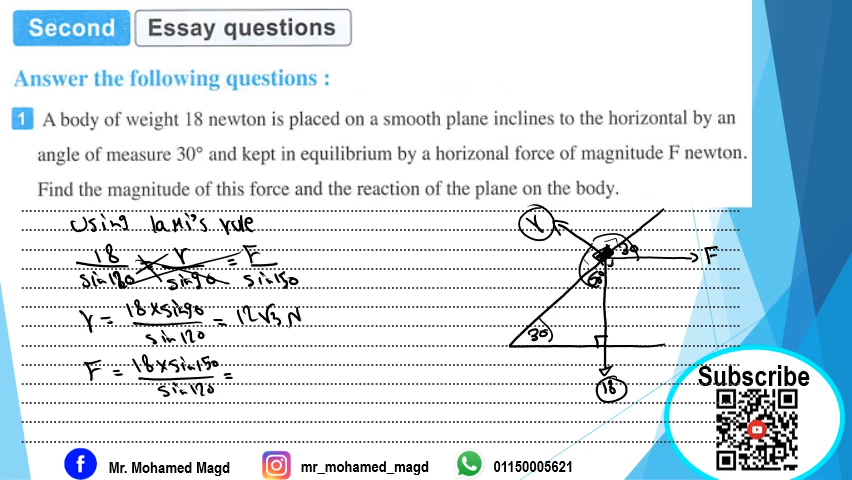 Second Essay questions
Answer the following questions :
1 A body of weight 18 newton is placed on a smooth plane inclines to the horizontal by an
angle of measure 30° and kept in equilibrium by a horizonal force of magnitude F newton.
Find the magnitude of this force and the reaction of the plane on the body.
Using lami's rule
18/sin120 = r/sin90 = F/sin150
r = 18×sin90/sin120 = 12√3 N
F = 18×sin150/sin120 =
r
30
F
60
30
18
Subscribe
Mr. Mohamed Magd
mr_mohamed_magd
01150005621